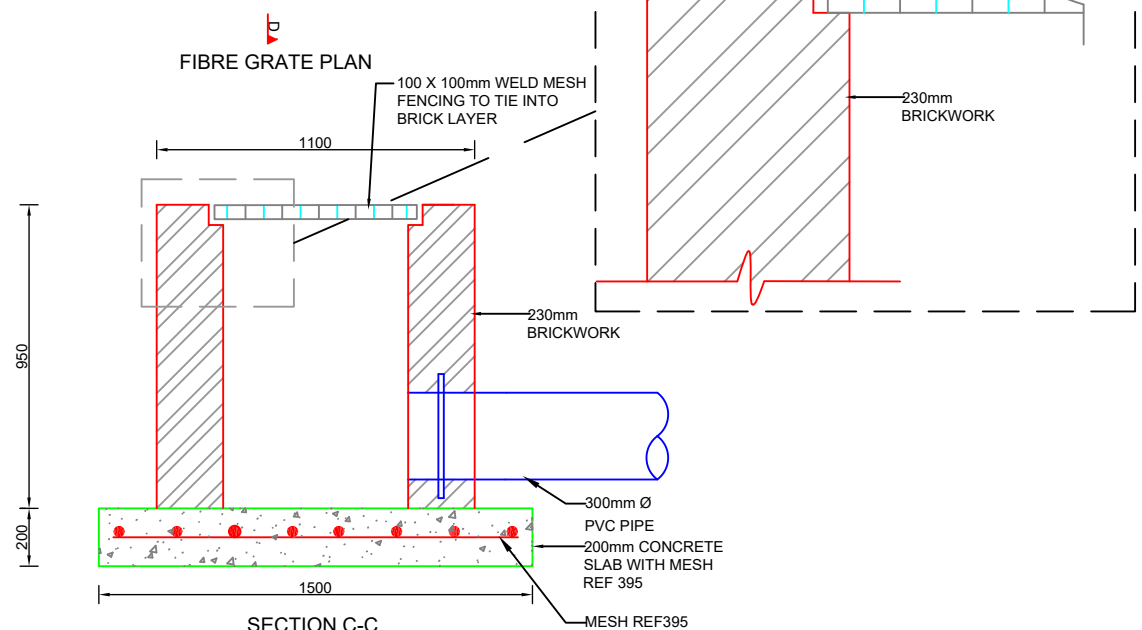 D
FIBRE GRATE PLAN
100 X 100mm WELD MESH
FENCING TO TIE INTO
BRICK LAYER
230mm
BRICKWORK
1100
950
230mm
BRICKWORK
300mm Ø
PVC PIPE
200mm CONCRETE
SLAB WITH MESH
REF 395
200
1500
MESH REF395
SECTION C-C